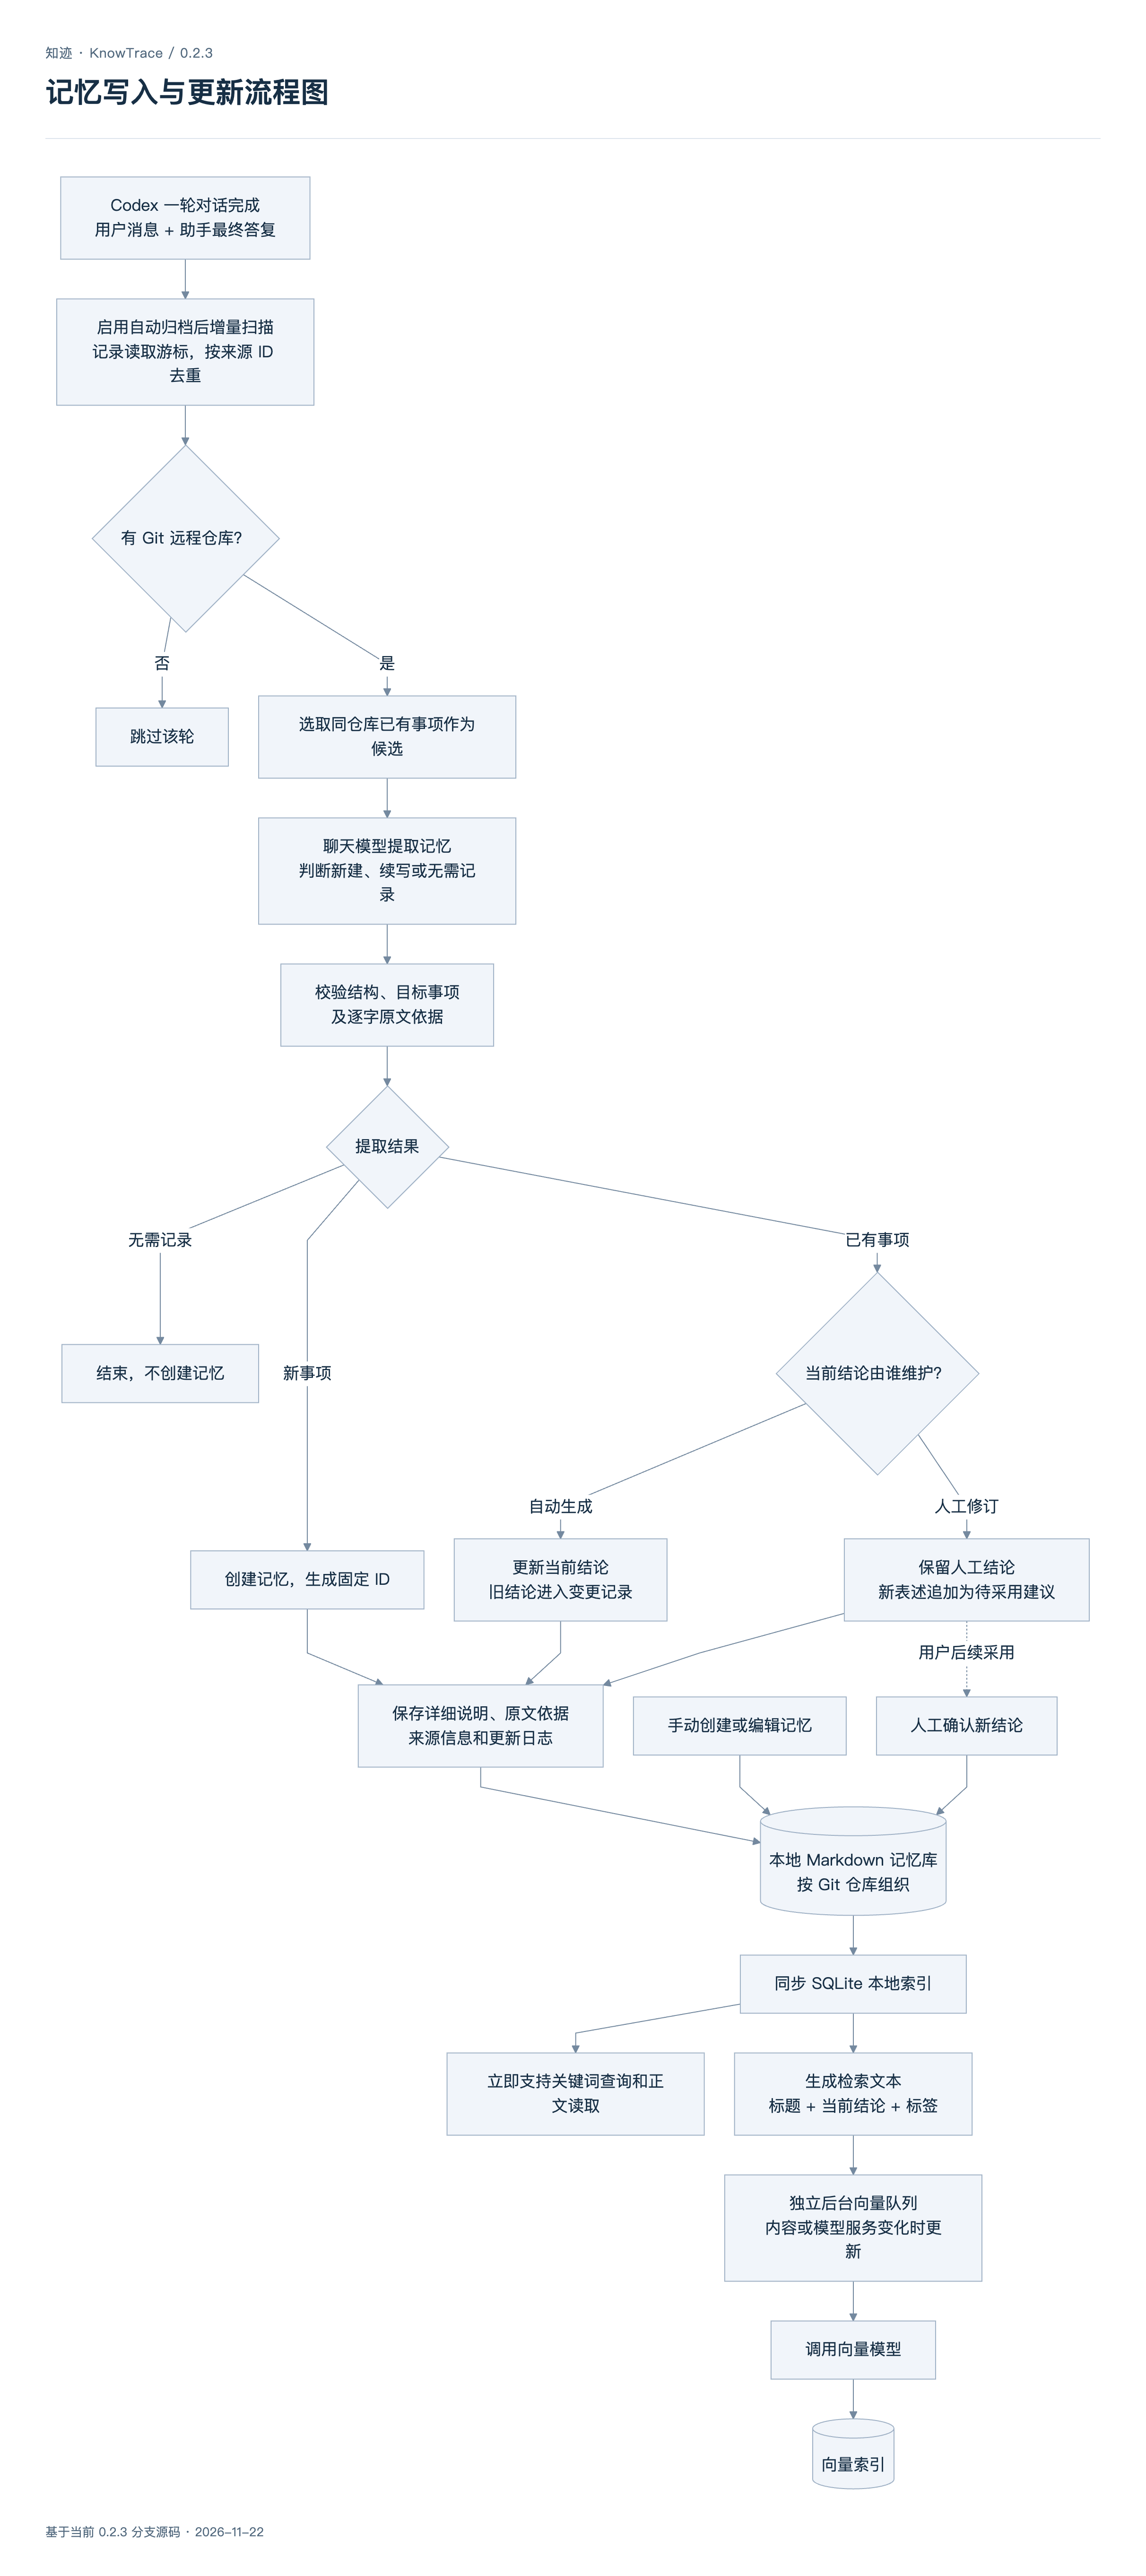 知迹 · KnowTrace / 0.2.3
记忆写入与更新流程图
Codex 一轮对话完成
用户消息 + 助手最终答复
启用自动归档后增量扫描
记录读取游标，按来源 ID
去重
有 Git 远程仓库?
否
是
跳过该轮
选取同仓库已有事项作为
候选
聊天模型提取记忆
判断新建、续写或无需记
录
校验结构、目标事项
及逐字原文依据
提取结果
无需记录
已有事项
结束，不创建记忆
新事项
当前结论由谁维护?
自动生成
人工修订
创建记忆，生成固定 ID
更新当前结论
旧结论进入变更记录
保留人工结论
新表述追加为待采用建议
用户后续采用
保存详细说明、原文依据
来源信息和更新日志
手动创建或编辑记忆
人工确认新结论
本地 Markdown 记忆库
按 Git 仓库组织
同步 SQLite 本地索引
立即支持关键词查询和正
文读取
生成检索文本
标题 + 当前结论 + 标签
独立后台向量队列
内容或模型服务变化时更
新
调用向量模型
向量索引
基于当前 0.2.3 分支源码 · 2026-11-22